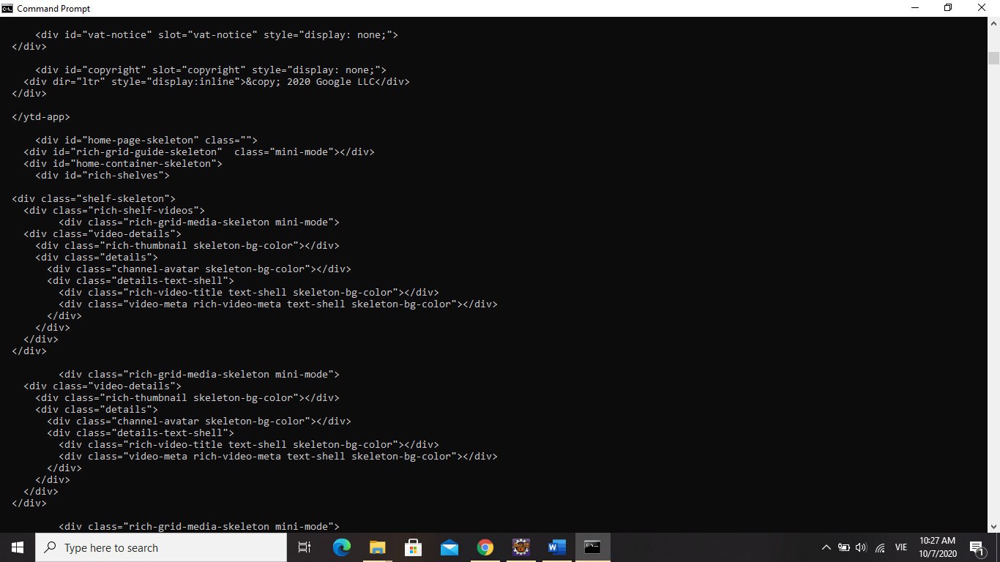 Command Prompt
<div id="vat-notice" slot="vat-notice" style="display: none;">
</div>
<div id="copyright" slot="copyright" style="display: none;">
<div dir="ltr" style="display:inline">&copy; 2020 Google LLC</div>
</div>
</ytd-app>
<div id="home-page-skeleton" class="">
<div id="rich-grid-guide-skeleton"  class="mini-mode"></div>
<div id="home-container-skeleton">
<div id="rich-shelves">
<div class="shelf-skeleton">
<div class="rich-shelf-videos">
<div class="rich-grid-media-skeleton mini-mode">
<div class="video-details">
<div class="rich-thumbnail skeleton-bg-color"></div>
<div class="details">
<div class="channel-avatar skeleton-bg-color"></div>
<div class="details-text-shell">
<div class="rich-video-title text-shell skeleton-bg-color"></div>
<div class="video-meta rich-video-meta text-shell skeleton-bg-color"></div>
</div>
</div>
</div>
</div>
<div class="rich-grid-media-skeleton mini-mode">
<div class="video-details">
<div class="rich-thumbnail skeleton-bg-color"></div>
<div class="details">
<div class="channel-avatar skeleton-bg-color"></div>
<div class="details-text-shell">
<div class="rich-video-title text-shell skeleton-bg-color"></div>
<div class="video-meta rich-video-meta text-shell skeleton-bg-color"></div>
</div>
</div>
</div>
</div>
<div class="rich-grid-media-skeleton mini-mode">
Type here to search
VIE
10:27 AM
10/7/2020
1